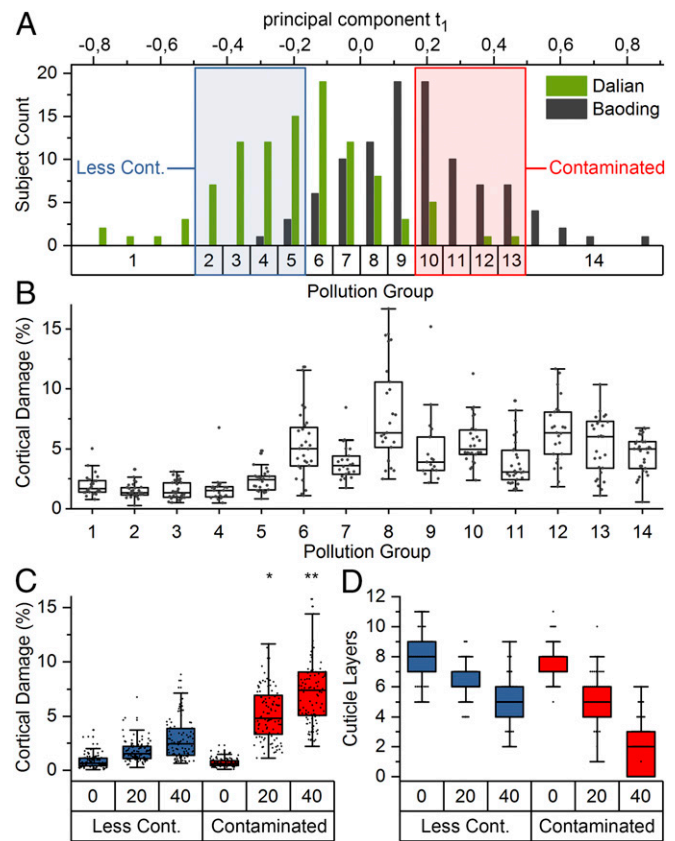 A
principal component t1
-0,8 -0,6 -0,4 -0,2 0,0 0,2 0,4 0,6 0,8
20
15
10
5
0
Subject Count
Dalian
Baoding
Less Cont.
Contaminated
1 2 3 4 5 6 7 8 9 10 11 12 13 14
Pollution Group
B
Cortical Damage (%)
15
10
5
0
1 2 3 4 5 6 7 8 9 10 11 12 13 14
Pollution Group
C
Cortical Damage (%)
15
10
5
0
* **
0 20 40 0 20 40
Less Cont. Contaminated
D
Cuticle Layers
12
10
8
6
4
2
0
0 20 40 0 20 40
Less Cont. Contaminated